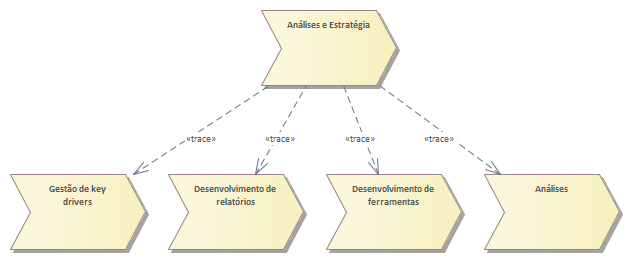 Análises e Estratégia
«trace»
«trace»
«trace»
«trace»
Gestão de key
drivers
Desenvolvimento de
relatórios
Desenvolvimento de
ferramentas
Análises